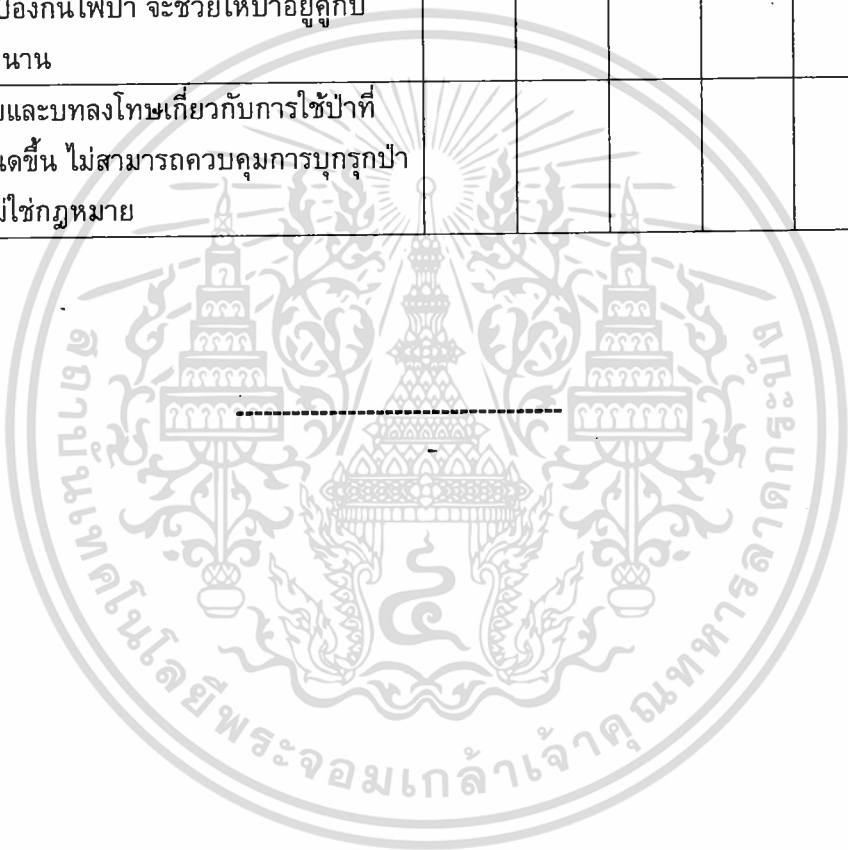 ป้องกันไฟป่า จะช่วยให้ป่าอยู่คู่กับ
นาน
และบทลงโทษเกี่ยวกับการใช้ป่าที่
ขึ้น ไม่สามารถควบคุมการบุกรุกป่า
ม่ใช่กฎหมาย
สถาบันเทคโนโลยีพระจอมเกล้าเจ้าคุณทหารลาดกระบัง